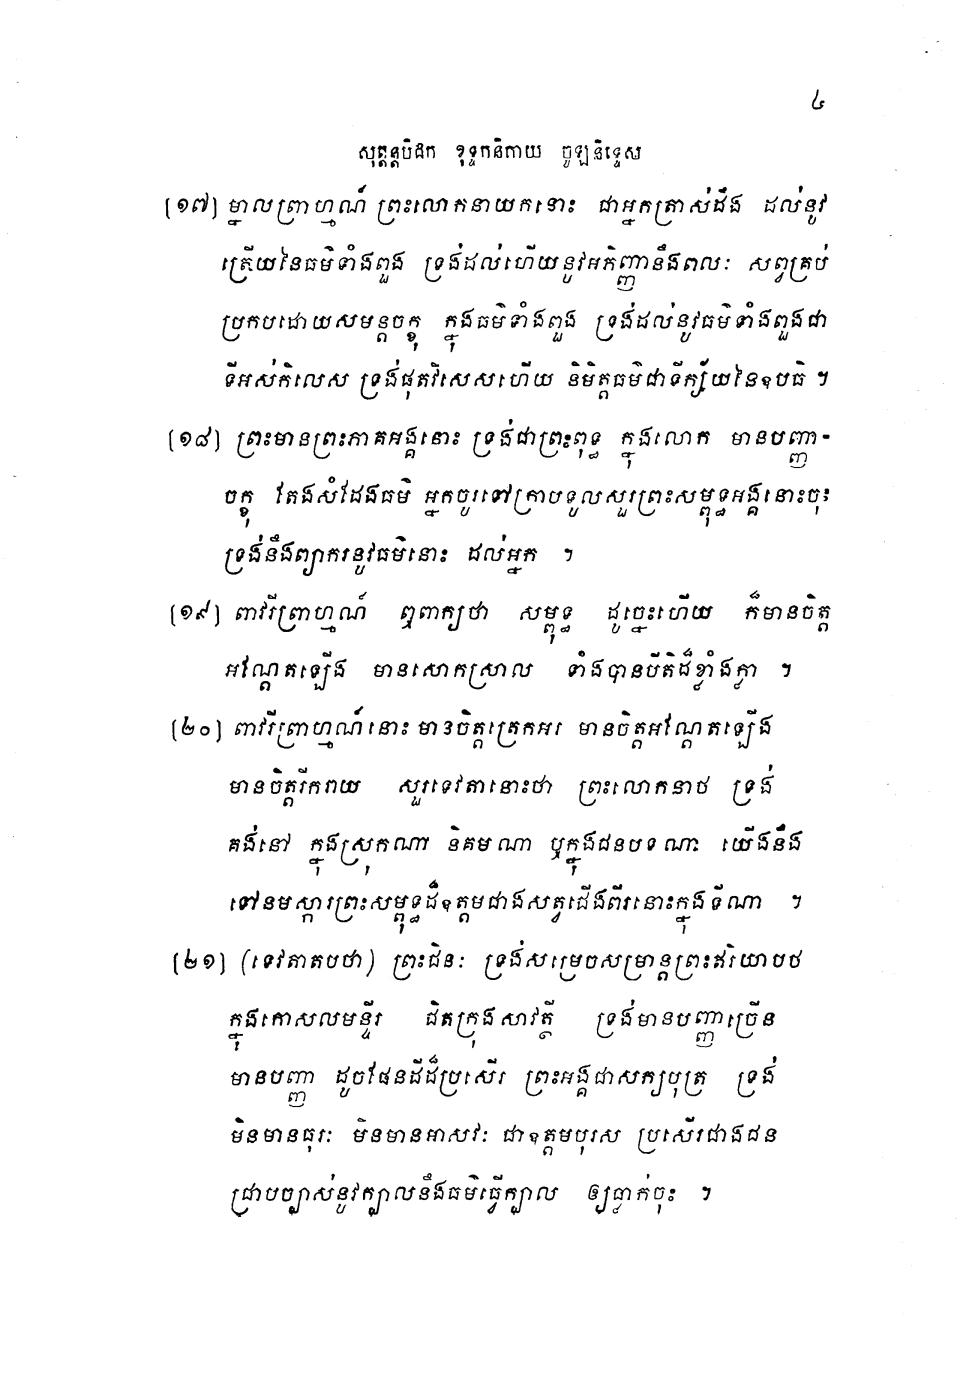 ៤
សុត្តន្តបិដក ខុទ្ទកនិកាយ ចូឡនិទ្ទេស
[១៧] ម្នាលព្រាហ្មណ៍ ព្រះលោកនាយកនោះ ជាអ្នកត្រាស់ដឹង ដល់នូវ
ត្រើយនៃធម៌ទាំងពួង ទ្រង់ដល់ហើយនូវអភិញ្ញានឹងពលៈ សព្វគ្រប់
ប្រកបដោយសមន្តចក្ខុ ក្នុងធម៌ទាំងពួង ទ្រង់ដល់នូវធម៌ទាំងពួងជា
ទីអស់កិលេស ទ្រង់ផុតវិសេសហើយ និមិត្តធម៌ជាទីក្ស័យនៃឧបធិ ។
[១៨] ព្រះមានព្រះភាគអង្គនោះ ទ្រង់ជាព្រះពុទ្ធ ក្នុងលោក មានបញ្ញា-
ចក្ខុ តែងសំដែងធម៌ អ្នកចូរទៅក្រាបទូលសួរព្រះសម្ពុទ្ធអង្គនោះចុះ
ទ្រង់នឹងព្យាករនូវធម៌នោះ ដល់អ្នក ។
[១៩] ពាវរីព្រាហ្មណ៍ ឮពាក្យថា សម្ពុទ្ធ ដូច្នេះហើយ ក៏មានចិត្ត
អណ្តែតឡើង មានសោកស្រាល ទាំងបានបីតិដ៏ខ្លាំងក្លា ។
[២០] ពាវរីព្រាហ្មណ៍នោះ មានចិត្តត្រេកអរ មានចិត្តអណ្តែតឡើង
មានចិត្តរីករាយ សួរទេវតានោះថា ព្រះលោកនាថ ទ្រង់
គង់នៅ ក្នុងស្រុកណា និគមណា ឬក្នុងជនបទណា យើងនឹង
ទៅនមស្ការព្រះសម្ពុទ្ធដ៏ឧត្តមជាងសត្វជើងពីរនោះក្នុងទីណា ។
[២១] (ទេវតាតបថា) ព្រះជិនៈ ទ្រង់សម្រេចសម្រាន្តព្រះឥរិយាបថ
ក្នុងកោសលមន្ទីរ ជិតក្រុងសាវត្ថី ទ្រង់មានបញ្ញាច្រើន
មានបញ្ញា ដូចផែនដីដ៏ប្រសើរ ព្រះអង្គជាសក្យបុត្រ ទ្រង់
មិនមានធុរៈ មិនមានអាសវៈ ជាឧត្តមបុរស ប្រសើរជាងជន
ជ្រាបច្បាស់នូវក្បាលនឹងធម៌ធ្វើក្បាល ឲ្យធ្លាក់ចុះ ។